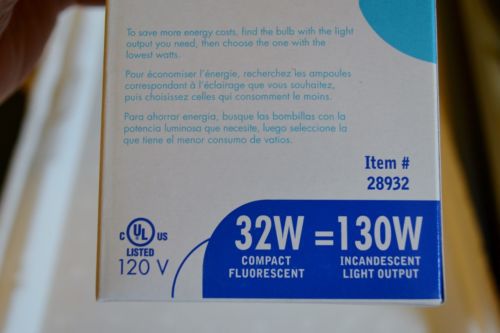 To save more energy costs, find the bulb with the light
output you need, then choose the one with the
lowest watts.
Pour économiser l'énergie, recherchez les ampoules
correspondant à l'éclairage que vous souhaitez,
puis choisissez celles qui consomment le moins.
Para ahorrar energía, busque las bombillas con la
potencia luminosa que necesite, luego seleccione la
que tiene el menor consumo de vatios.
Item #
28932
C UL US
LISTED
120 V
32W =130W
COMPACT INCANDESCENT
FLUORESCENT LIGHT OUTPUT